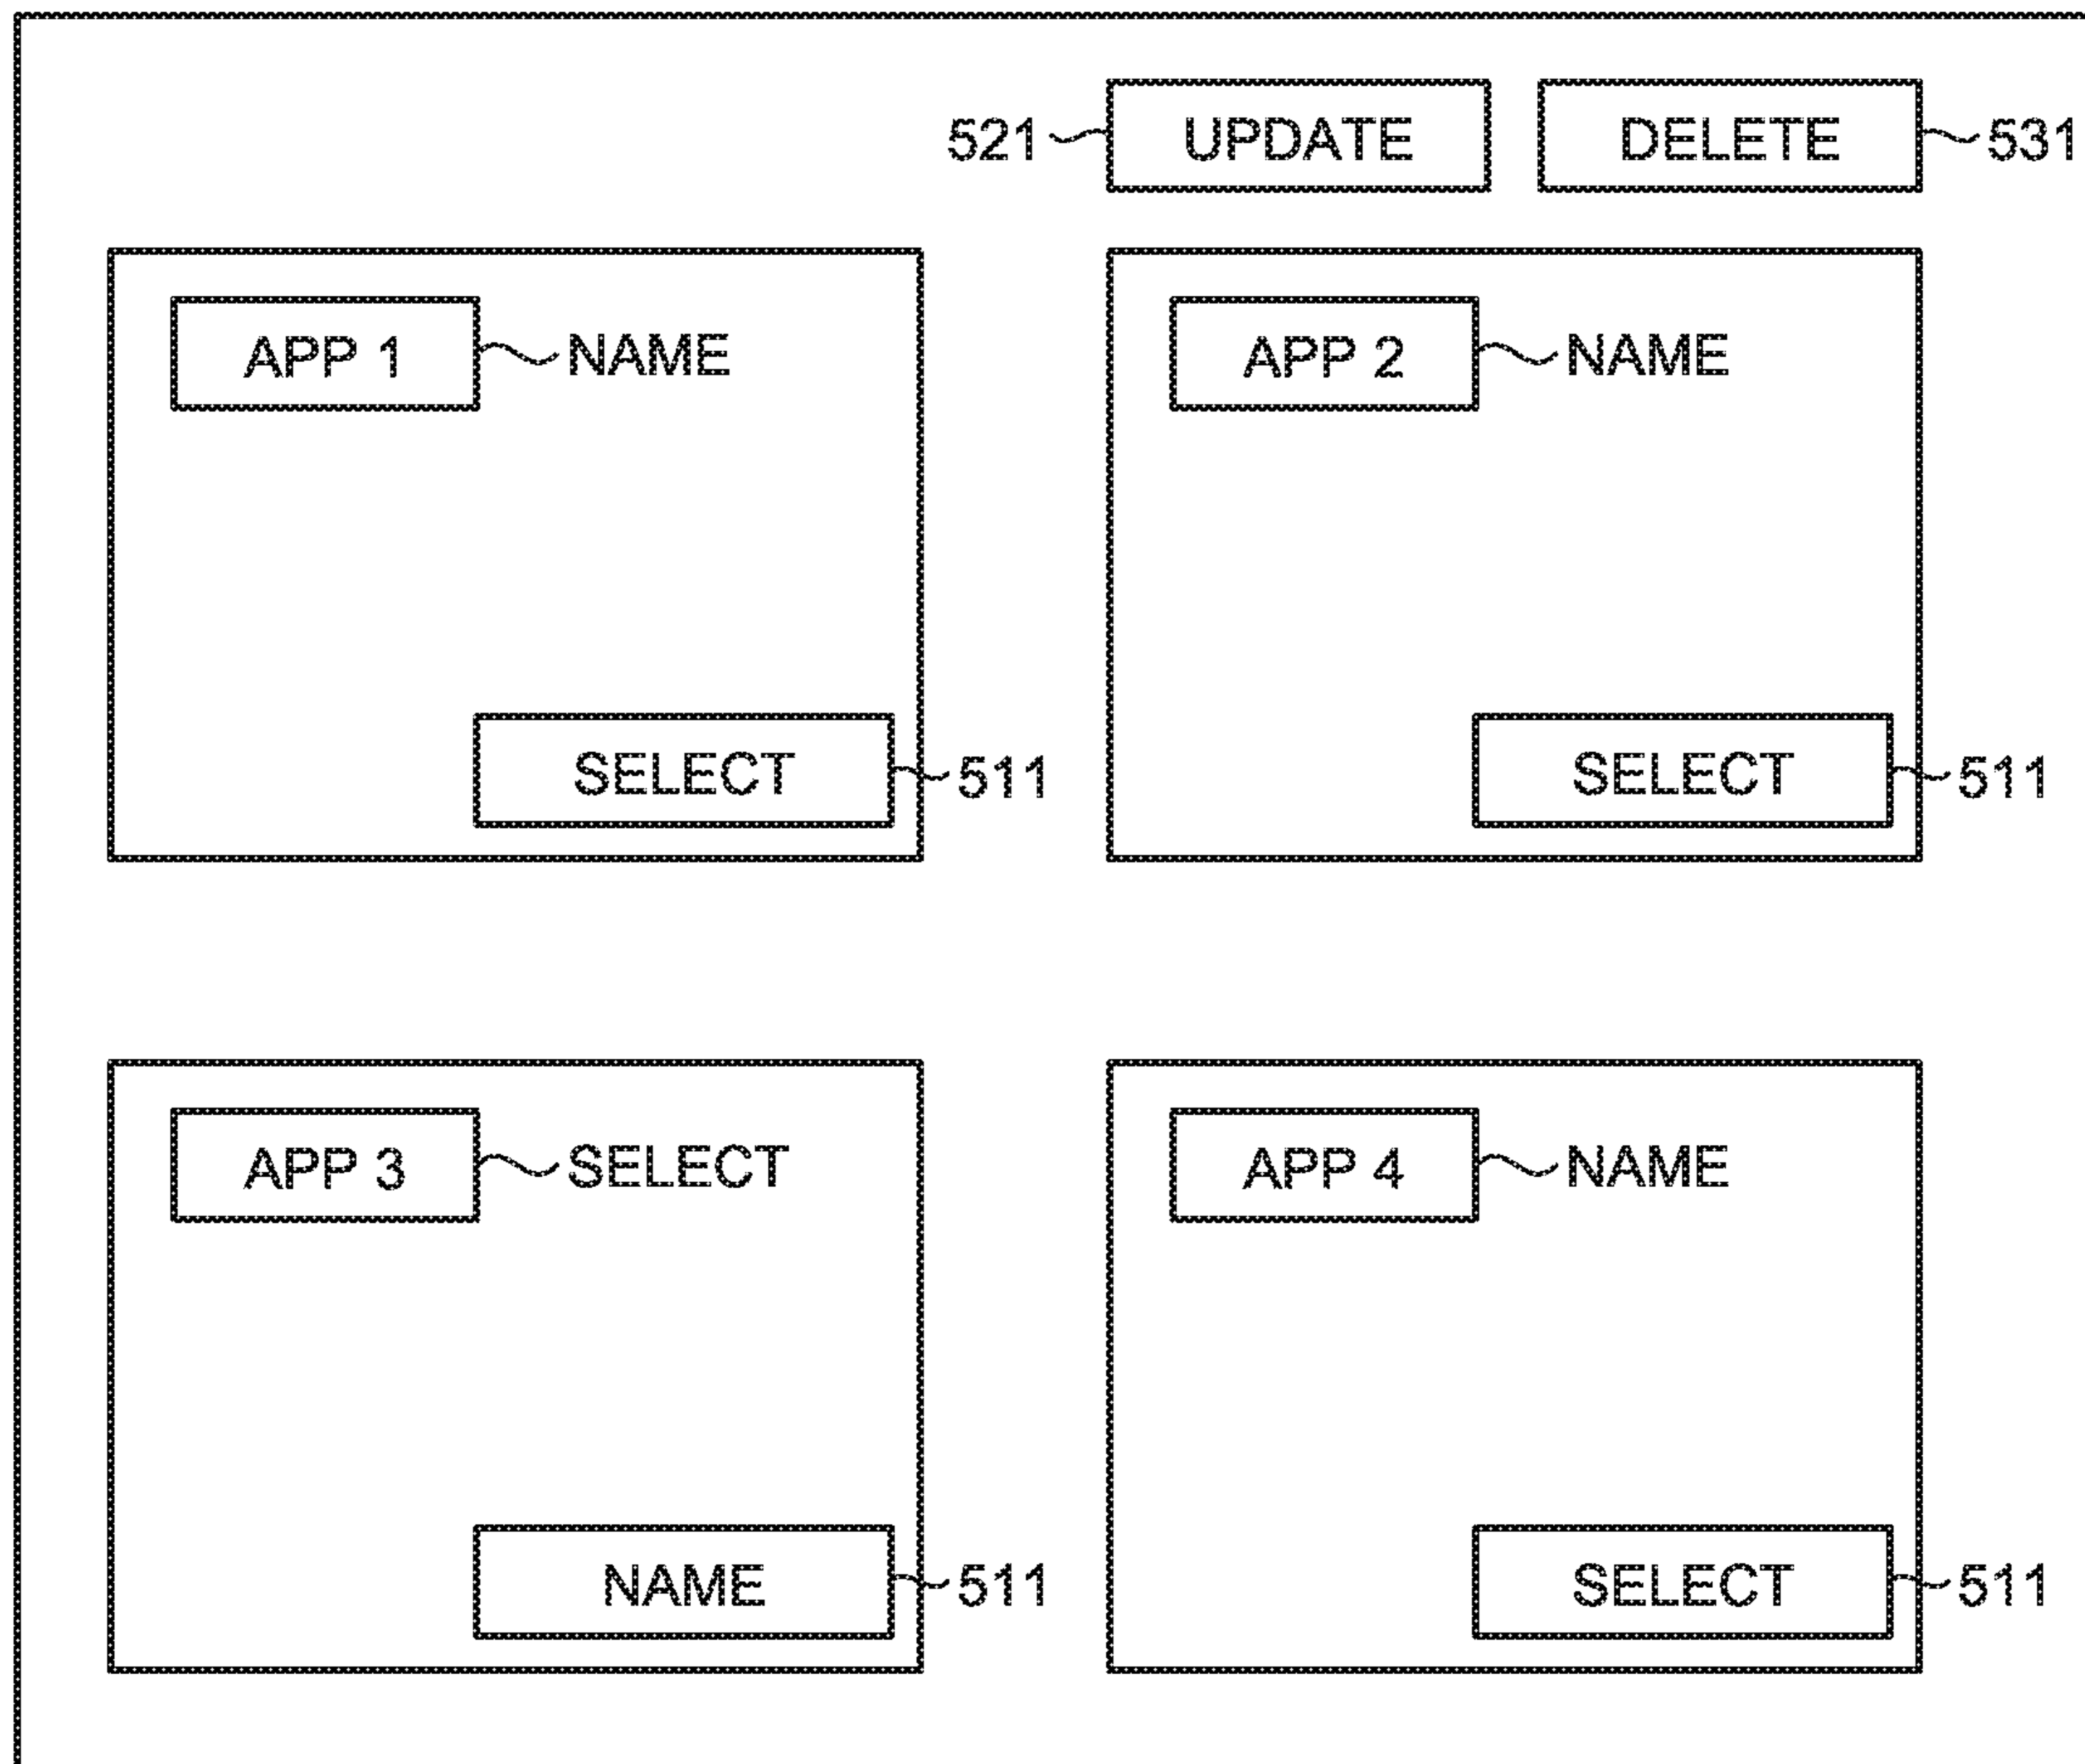 521 UPDATE DELETE 531
APP 1 NAME
APP 2 NAME
SELECT 511
SELECT 511
APP 3 SELECT
APP 4 NAME
NAME 511
SELECT 511